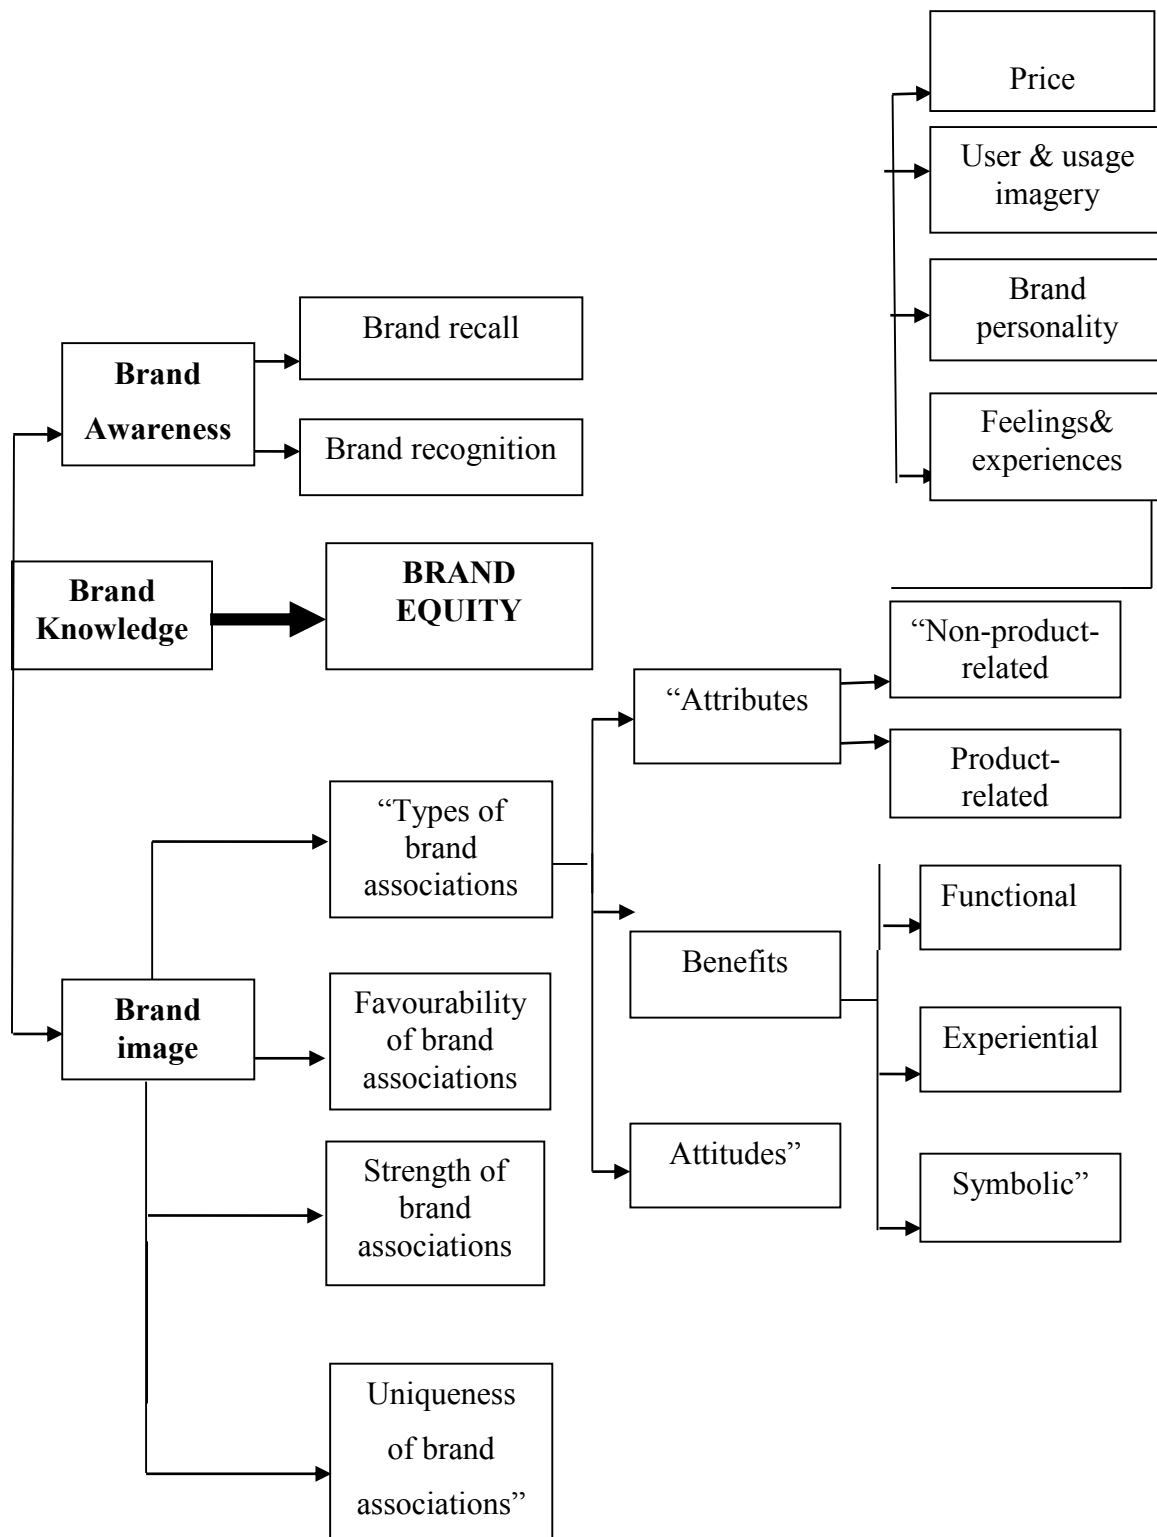 Price
User & usage
imagery
Brand
personality
Feelings&
experiences
Brand recall
Brand
Awareness
Brand recognition
Brand
Knowledge
BRAND
EQUITY
“Non-product-
related
“Attributes
Product-
related
“Types of
brand
associations
Functional
Benefits
Brand
image
Favourability
of brand
associations
Experiential
Attitudes”
Strength of
brand
associations
Symbolic”
Uniqueness
of brand
associations”